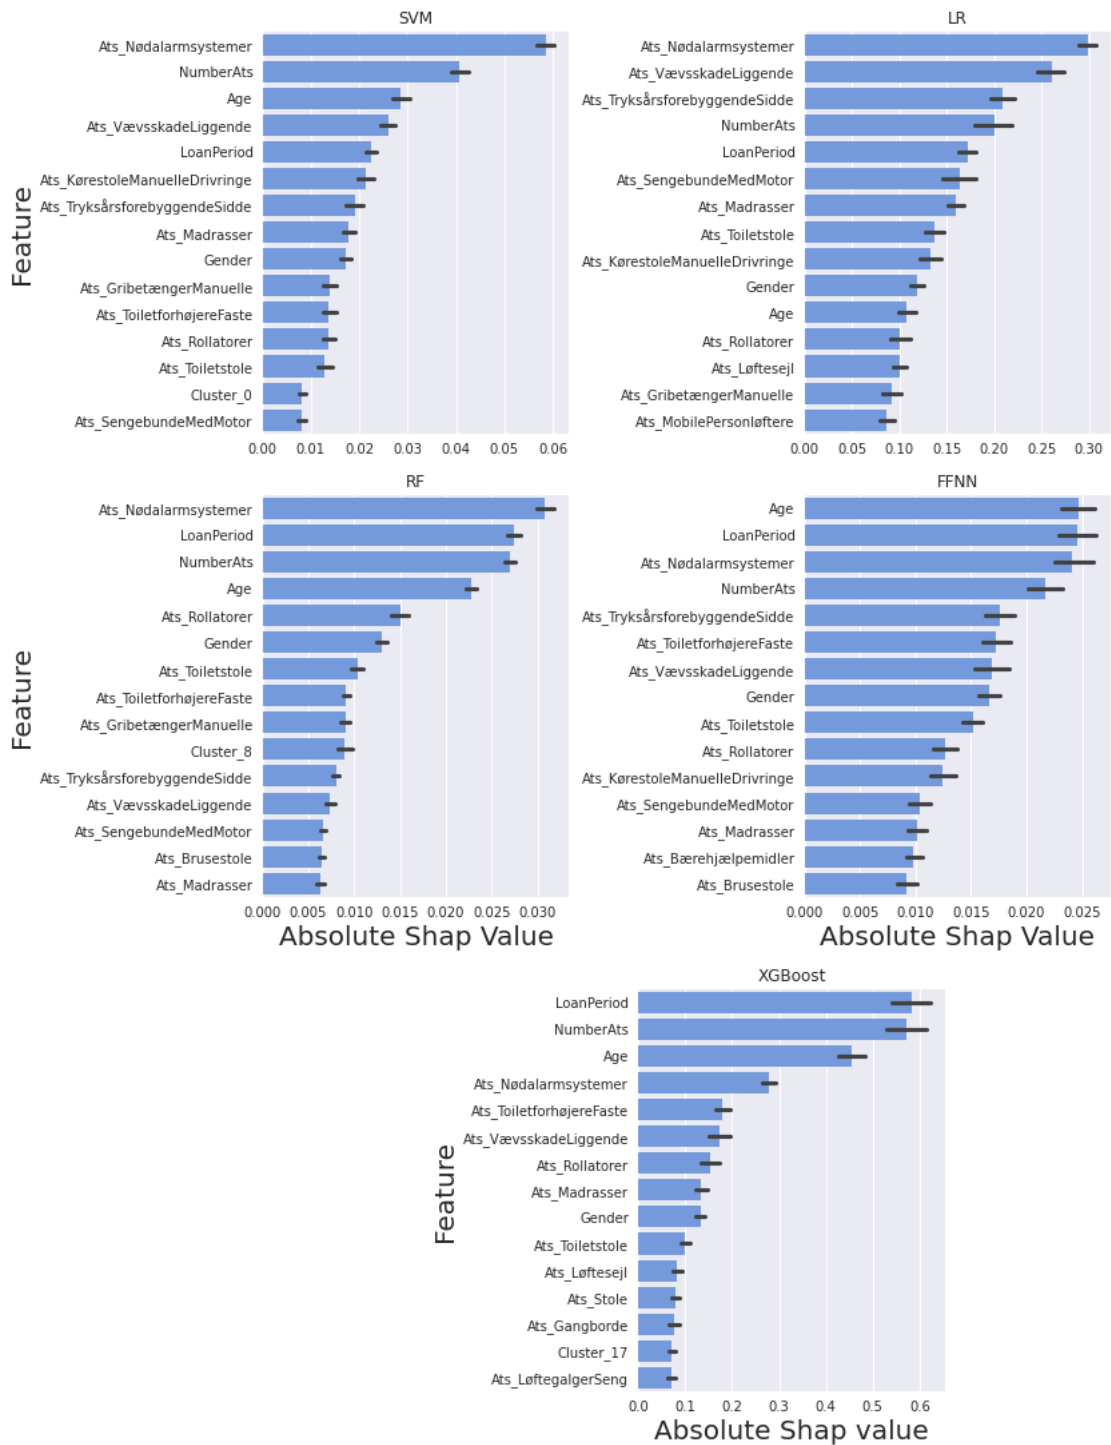 SVM
Feature
Ats_Nødalarmsystemer
NumberAts
Age
Ats_VævsskadeLiggende
LoanPeriod
Ats_KørestoleManuelleDrivringe
Ats_TryksårsforebyggendeSidde
Ats_Madrasser
Gender
Ats_GribetængerManuelle
Ats_ToiletforhøjereFaste
Ats_Rollatorer
Ats_Toiletstole
Cluster_0
Ats_SengebundeMedMotor
0.00 0.01 0.02 0.03 0.04 0.05 0.06
LR
Ats_Nødalarmsystemer
Ats_VævsskadeLiggende
Ats_TryksårsforebyggendeSidde
NumberAts
LoanPeriod
Ats_SengebundeMedMotor
Ats_Madrasser
Ats_Toiletstole
Ats_KørestoleManuelleDrivringe
Gender
Age
Ats_Rollatorer
Ats_Løftesejl
Ats_GribetængerManuelle
Ats_MobilePersonløftere
0.00 0.05 0.10 0.15 0.20 0.25 0.30
RF
Feature
Ats_Nødalarmsystemer
LoanPeriod
NumberAts
Age
Ats_Rollatorer
Gender
Ats_Toiletstole
Ats_ToiletforhøjereFaste
Ats_GribetængerManuelle
Cluster_8
Ats_TryksårsforebyggendeSidde
Ats_VævsskadeLiggende
Ats_SengebundeMedMotor
Ats_Brusestole
Ats_Madrasser
0.000 0.005 0.010 0.015 0.020 0.025 0.030
Absolute Shap Value
FFNN
Age
LoanPeriod
Ats_Nødalarmsystemer
NumberAts
Ats_TryksårsforebyggendeSidde
Ats_ToiletforhøjereFaste
Ats_VævsskadeLiggende
Gender
Ats_Toiletstole
Ats_Rollatorer
Ats_KørestoleManuelleDrivringe
Ats_SengebundeMedMotor
Ats_Madrasser
Ats_Bærehjælpemidler
Ats_Brusestole
0.000 0.005 0.010 0.015 0.020 0.025
Absolute Shap Value
XGBoost
Feature
LoanPeriod
NumberAts
Age
Ats_Nødalarmsystemer
Ats_ToiletforhøjereFaste
Ats_VævsskadeLiggende
Ats_Rollatorer
Ats_Madrasser
Gender
Ats_Toiletstole
Ats_Løftesejl
Ats_Stole
Ats_Gangborde
Cluster_17
Ats_LøftegalgerSeng
0.0 0.1 0.2 0.3 0.4 0.5 0.6
Absolute Shap value